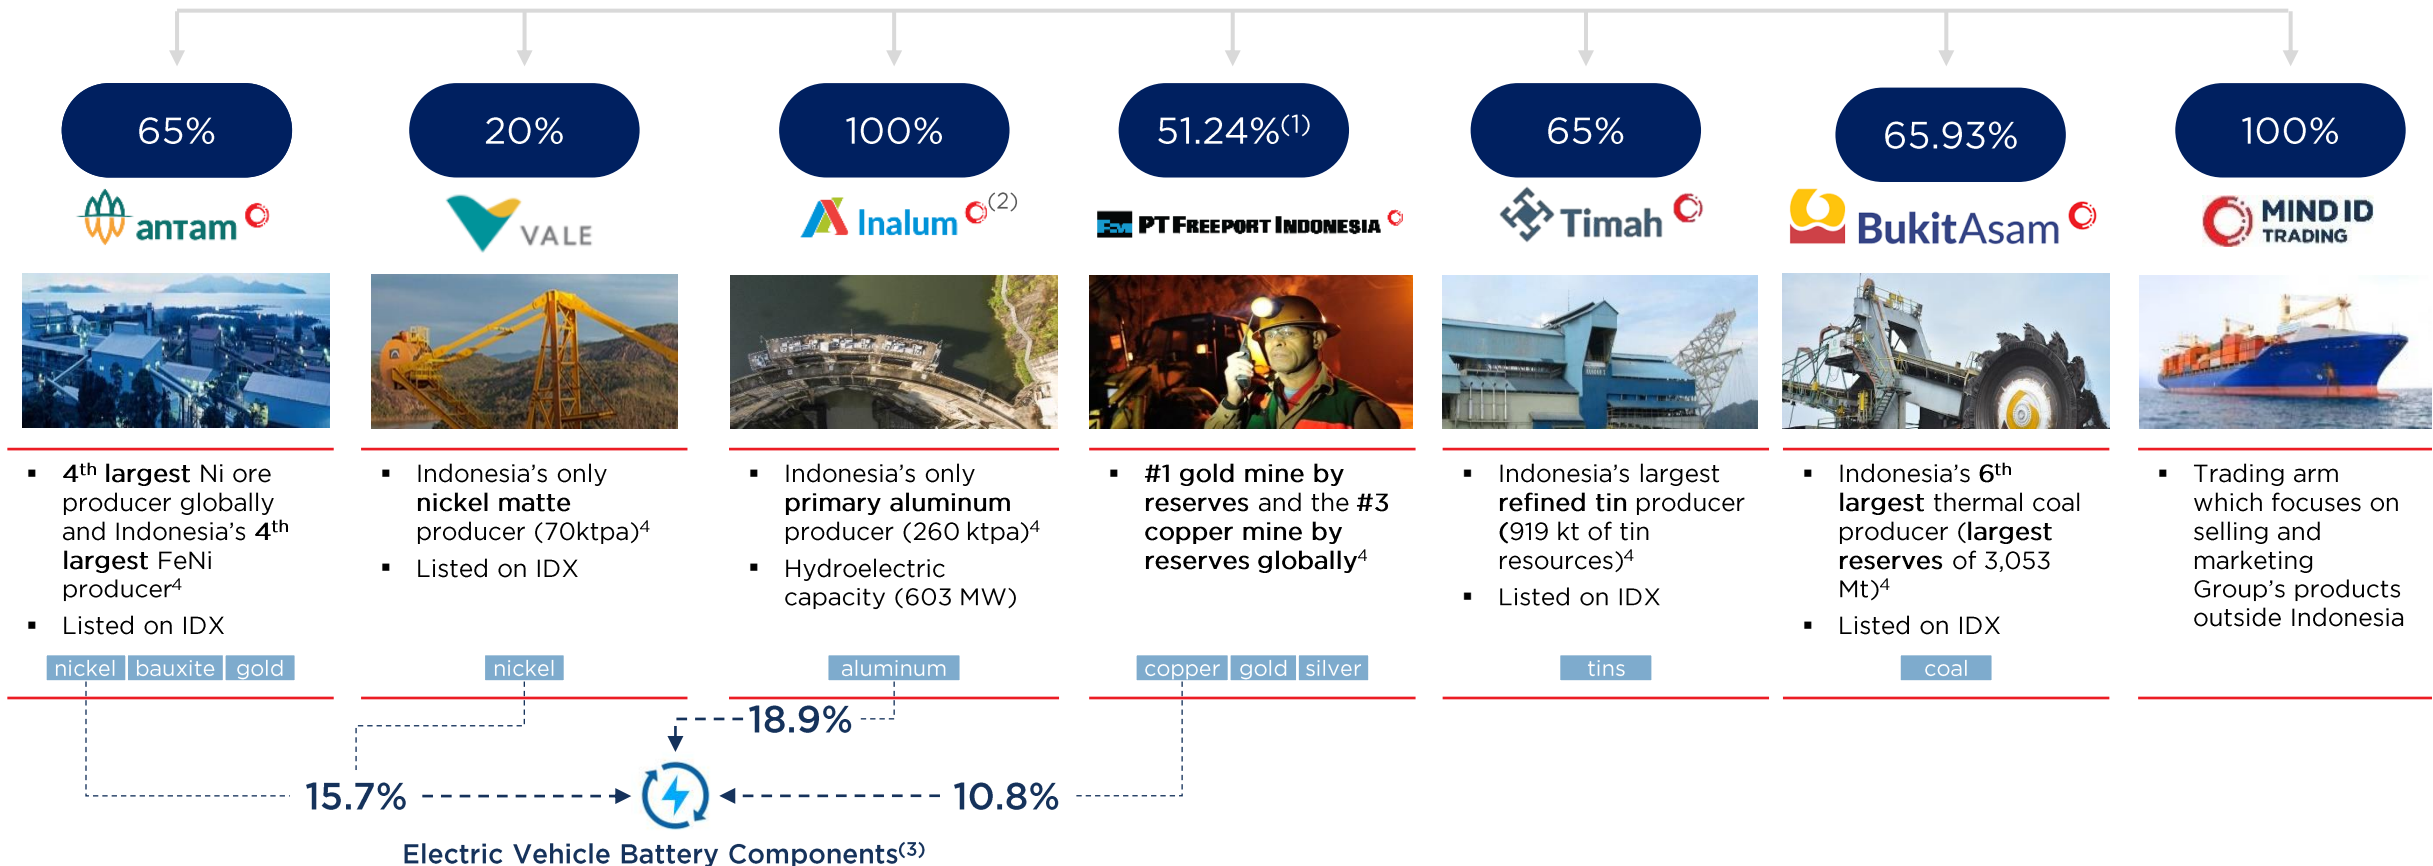 65%
20%
100%
51.24%(1)
65%
65.93%
100%
antam
VALE
Inalum (2)
FCX PT FREEPORT INDONESIA
Timah
BukitAsam
MIND ID
TRADING
▪ 4th largest Ni ore
producer globally
and Indonesia's 4th
largest FeNi
producer4
▪ Listed on IDX
nickel bauxite gold
▪ Indonesia's only
nickel matte
producer (70ktpa)4
▪ Listed on IDX
nickel
▪ Indonesia's only
primary aluminum
producer (260 ktpa)4
▪ Hydroelectric
capacity (603 MW)
aluminum
▪ #1 gold mine by
reserves and the #3
copper mine by
reserves globally4
copper gold silver
▪ Indonesia's largest
refined tin producer
(919 kt of tin
resources)4
▪ Listed on IDX
tins
▪ Indonesia's 6th
largest thermal coal
producer (largest
reserves of 3,053
Mt)4
▪ Listed on IDX
coal
▪ Trading arm
which focuses on
selling and
marketing
Group's products
outside Indonesia
18.9%
15.7%
10.8%
Electric Vehicle Battery Components(3)